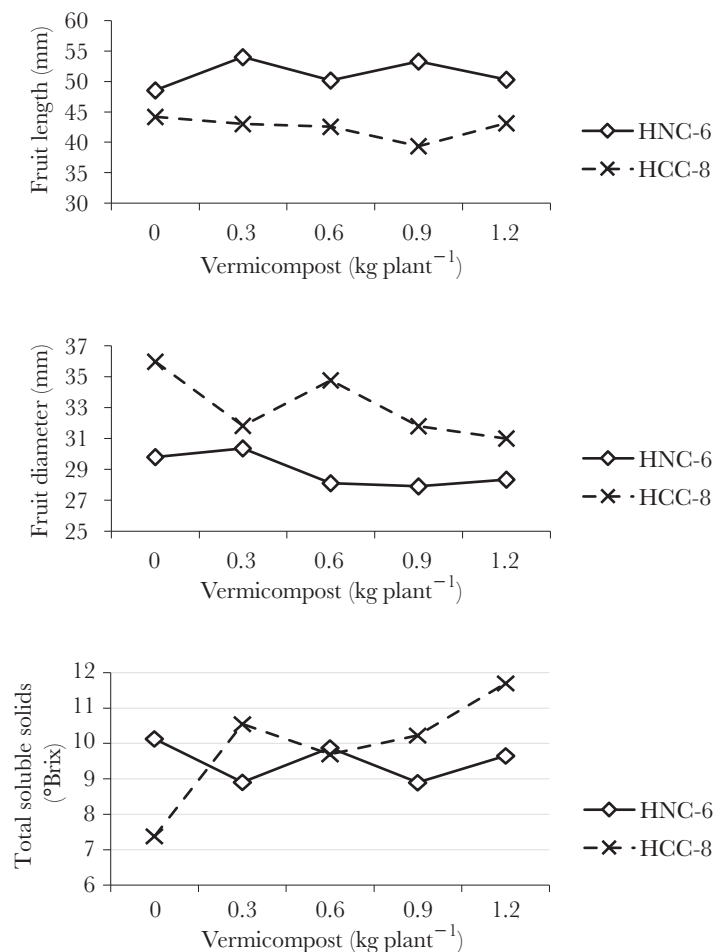 Fruit length (mm)
60
55
50
45
40
35
30
0 0.3 0.6 0.9 1.2
Vermicompost (kg plant⁻¹)
HNC-6
HCC-8
Fruit diameter (mm)
37
35
33
31
29
27
25
0 0.3 0.6 0.9 1.2
Vermicompost (kg plant⁻¹)
HNC-6
HCC-8
Total soluble solids
(°Brix)
12
11
10
9
8
7
6
0 0.3 0.6 0.9 1.2
Vermicompost (kg plant⁻¹)
HNC-6
HCC-8